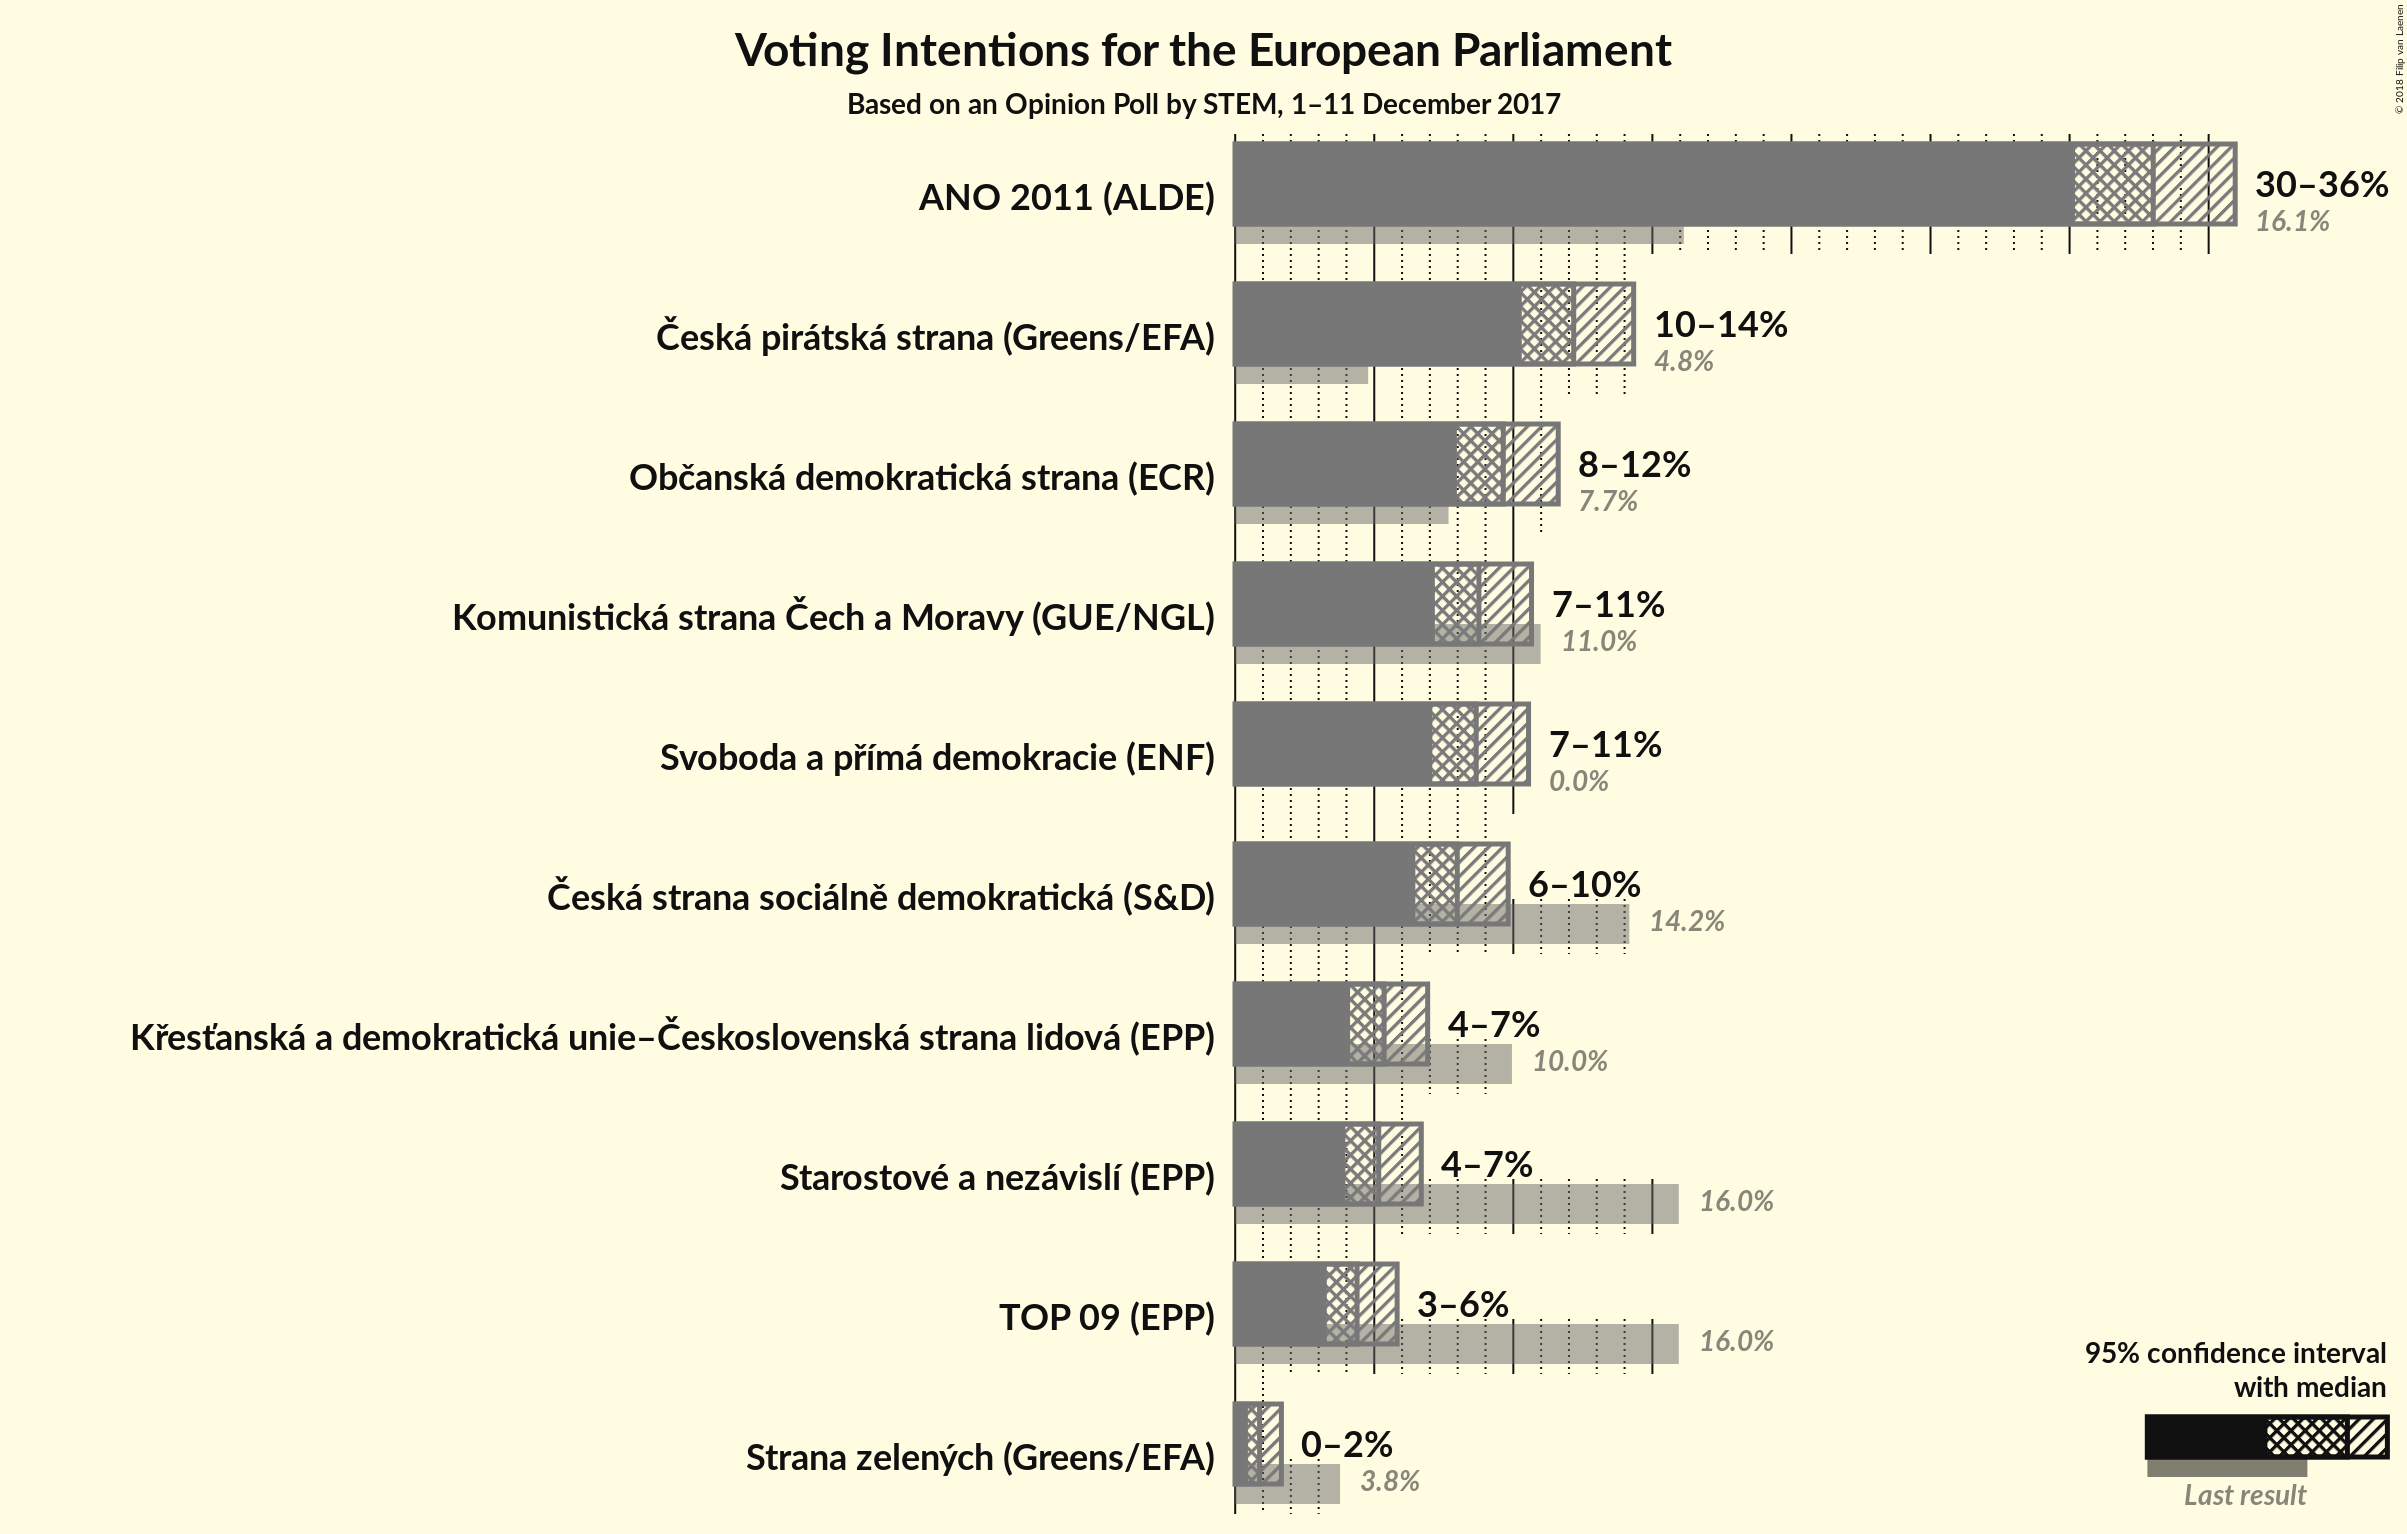 Voting Intentions for the European Parliament
Based on an Opinion Poll by STEM, 1–11 December 2017
© 2018 Filip van Laenen
ANO 2011 (ALDE)
30–36%
16.1%
Česká pirátská strana (Greens/EFA)
10–14%
4.8%
Občanská demokratická strana (ECR)
8–12%
7.7%
Komunistická strana Čech a Moravy (GUE/NGL)
7–11%
11.0%
Svoboda a přímá demokracie (ENF)
7–11%
0.0%
Česká strana sociálně demokratická (S&D)
6–10%
14.2%
Křesťanská a demokratická unie–Československá strana lidová (EPP)
4–7%
10.0%
Starostové a nezávislí (EPP)
4–7%
16.0%
TOP 09 (EPP)
3–6%
16.0%
Strana zelených (Greens/EFA)
0–2%
3.8%
95% confidence interval
with median
Last result